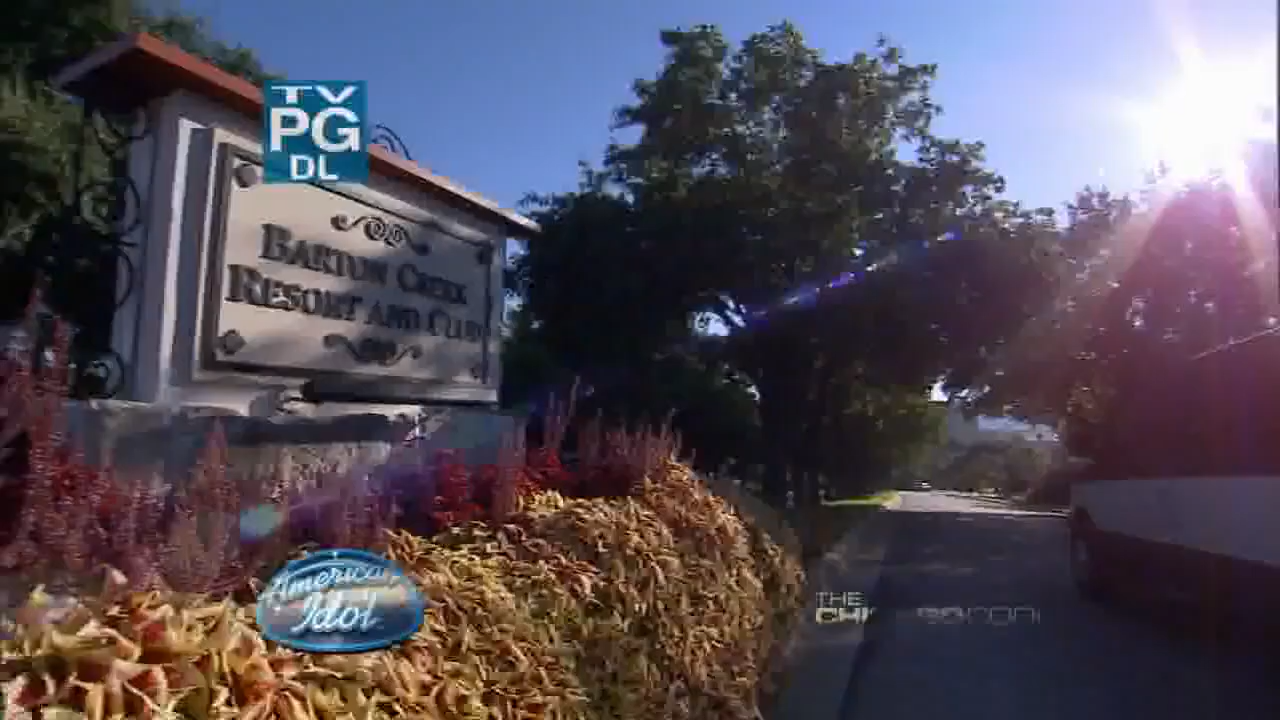 TV
PG
DL
BARTON CREEK
RESORT AND CLUB
American
Idol
THE